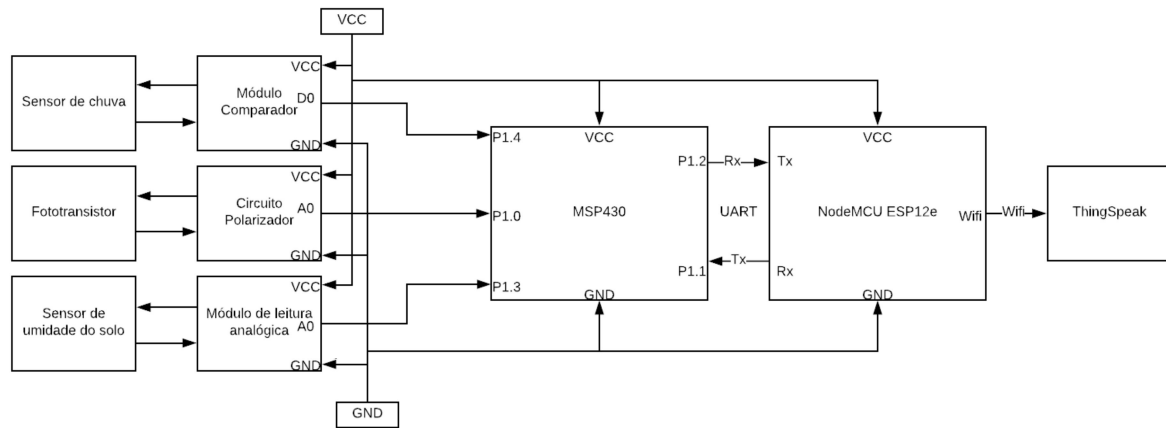 VCC
Sensor de chuva
Módulo
Comparador
VCC
D0
GND
Fototransistor
Circuito
Polarizador
VCC
A0
GND
Sensor de
umidade do solo
Módulo de leitura
analógica
VCC
A0
GND
GND
P1.4
P1.0
P1.3
VCC
MSP430
GND
P1.2
P1.1
Rx
UART
Tx
Tx
Rx
VCC
NodeMCU ESP12e
GND
Wifi
Wifi
ThingSpeak